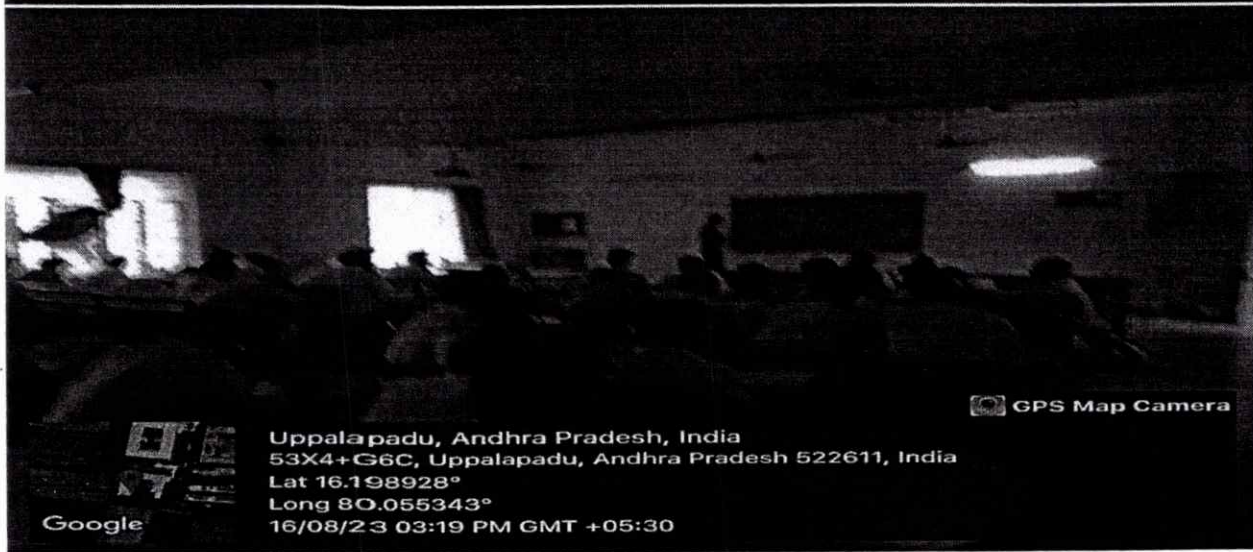 GPS Map Camera
Uppalapadu, Andhra Pradesh, India
53X4+G6C, Uppalapadu, Andhra Pradesh 522611, India
Lat 16.198928°
Long 80.055343°
16/08/23 03:19 PM GMT +05:30
Google